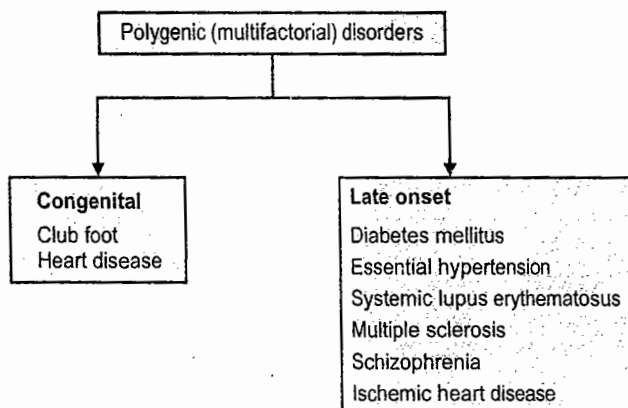 Polygenic (multifactorial) disorders
Congenital
Club foot
Heart disease
Late onset
Diabetes mellitus
Essential hypertension
Systemic lupus erythematosus
Multiple sclerosis
Schizophrenia
Ischemic heart disease